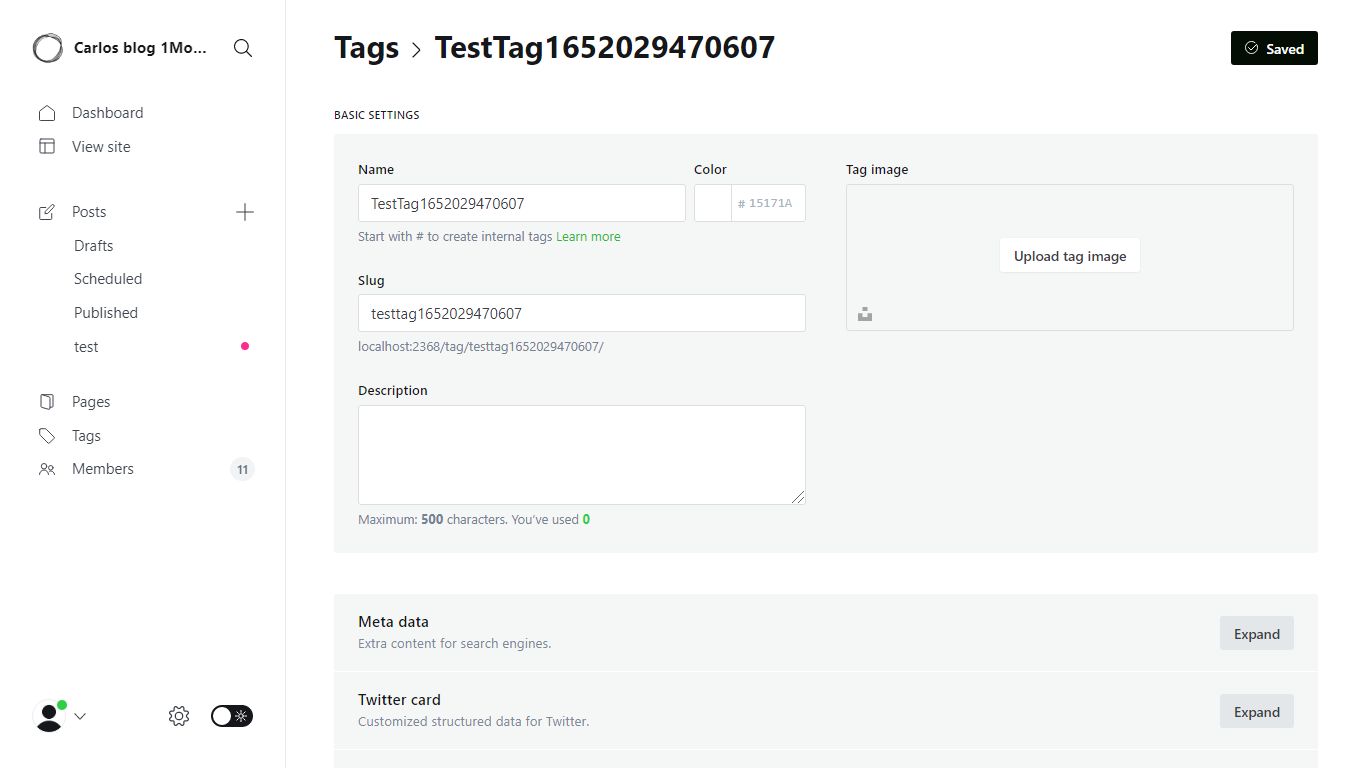 Carlos blog 1Mo...
Dashboard
View site
Posts
Drafts
Scheduled
Published
test
Pages
Tags
Members
11
Tags > TestTag1652029470607
Saved
BASIC SETTINGS
Name
TestTag1652029470607
Start with # to create internal tags Learn more
Color
# 15171A
Slug
testtag1652029470607
localhost:2368/tag/testtag1652029470607/
Description
Maximum: 500 characters. You’ve used 0
Tag image
Upload tag image
Meta data
Extra content for search engines.
Expand
Twitter card
Customized structured data for Twitter.
Expand